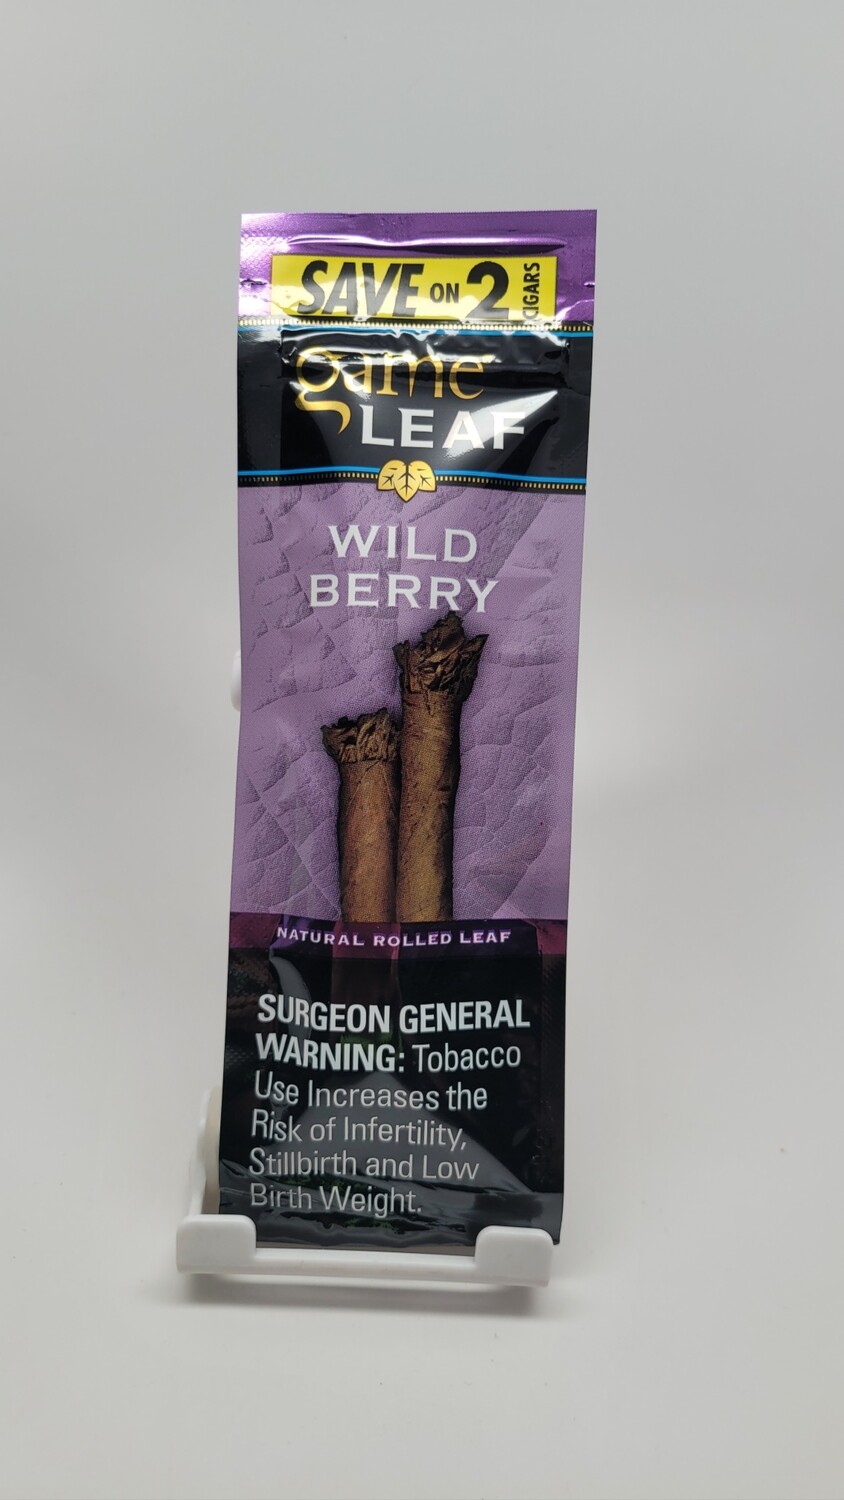 SAVE ON 2 CIGARS
game
LEAF
WILD
BERRY
NATURAL ROLLED LEAF
SURGEON GENERAL
WARNING: Tobacco
Use Increases the
Risk of Infertility,
Stillbirth and Low
Birth Weight.